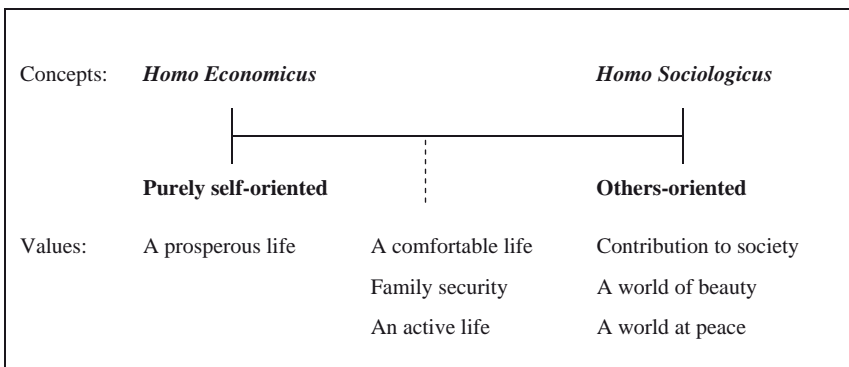 Concepts: Homo Economicus Homo Sociologicus
Purely self-oriented Others-oriented
Values: A prosperous life A comfortable life Contribution to society
Family security A world of beauty
An active life A world at peace